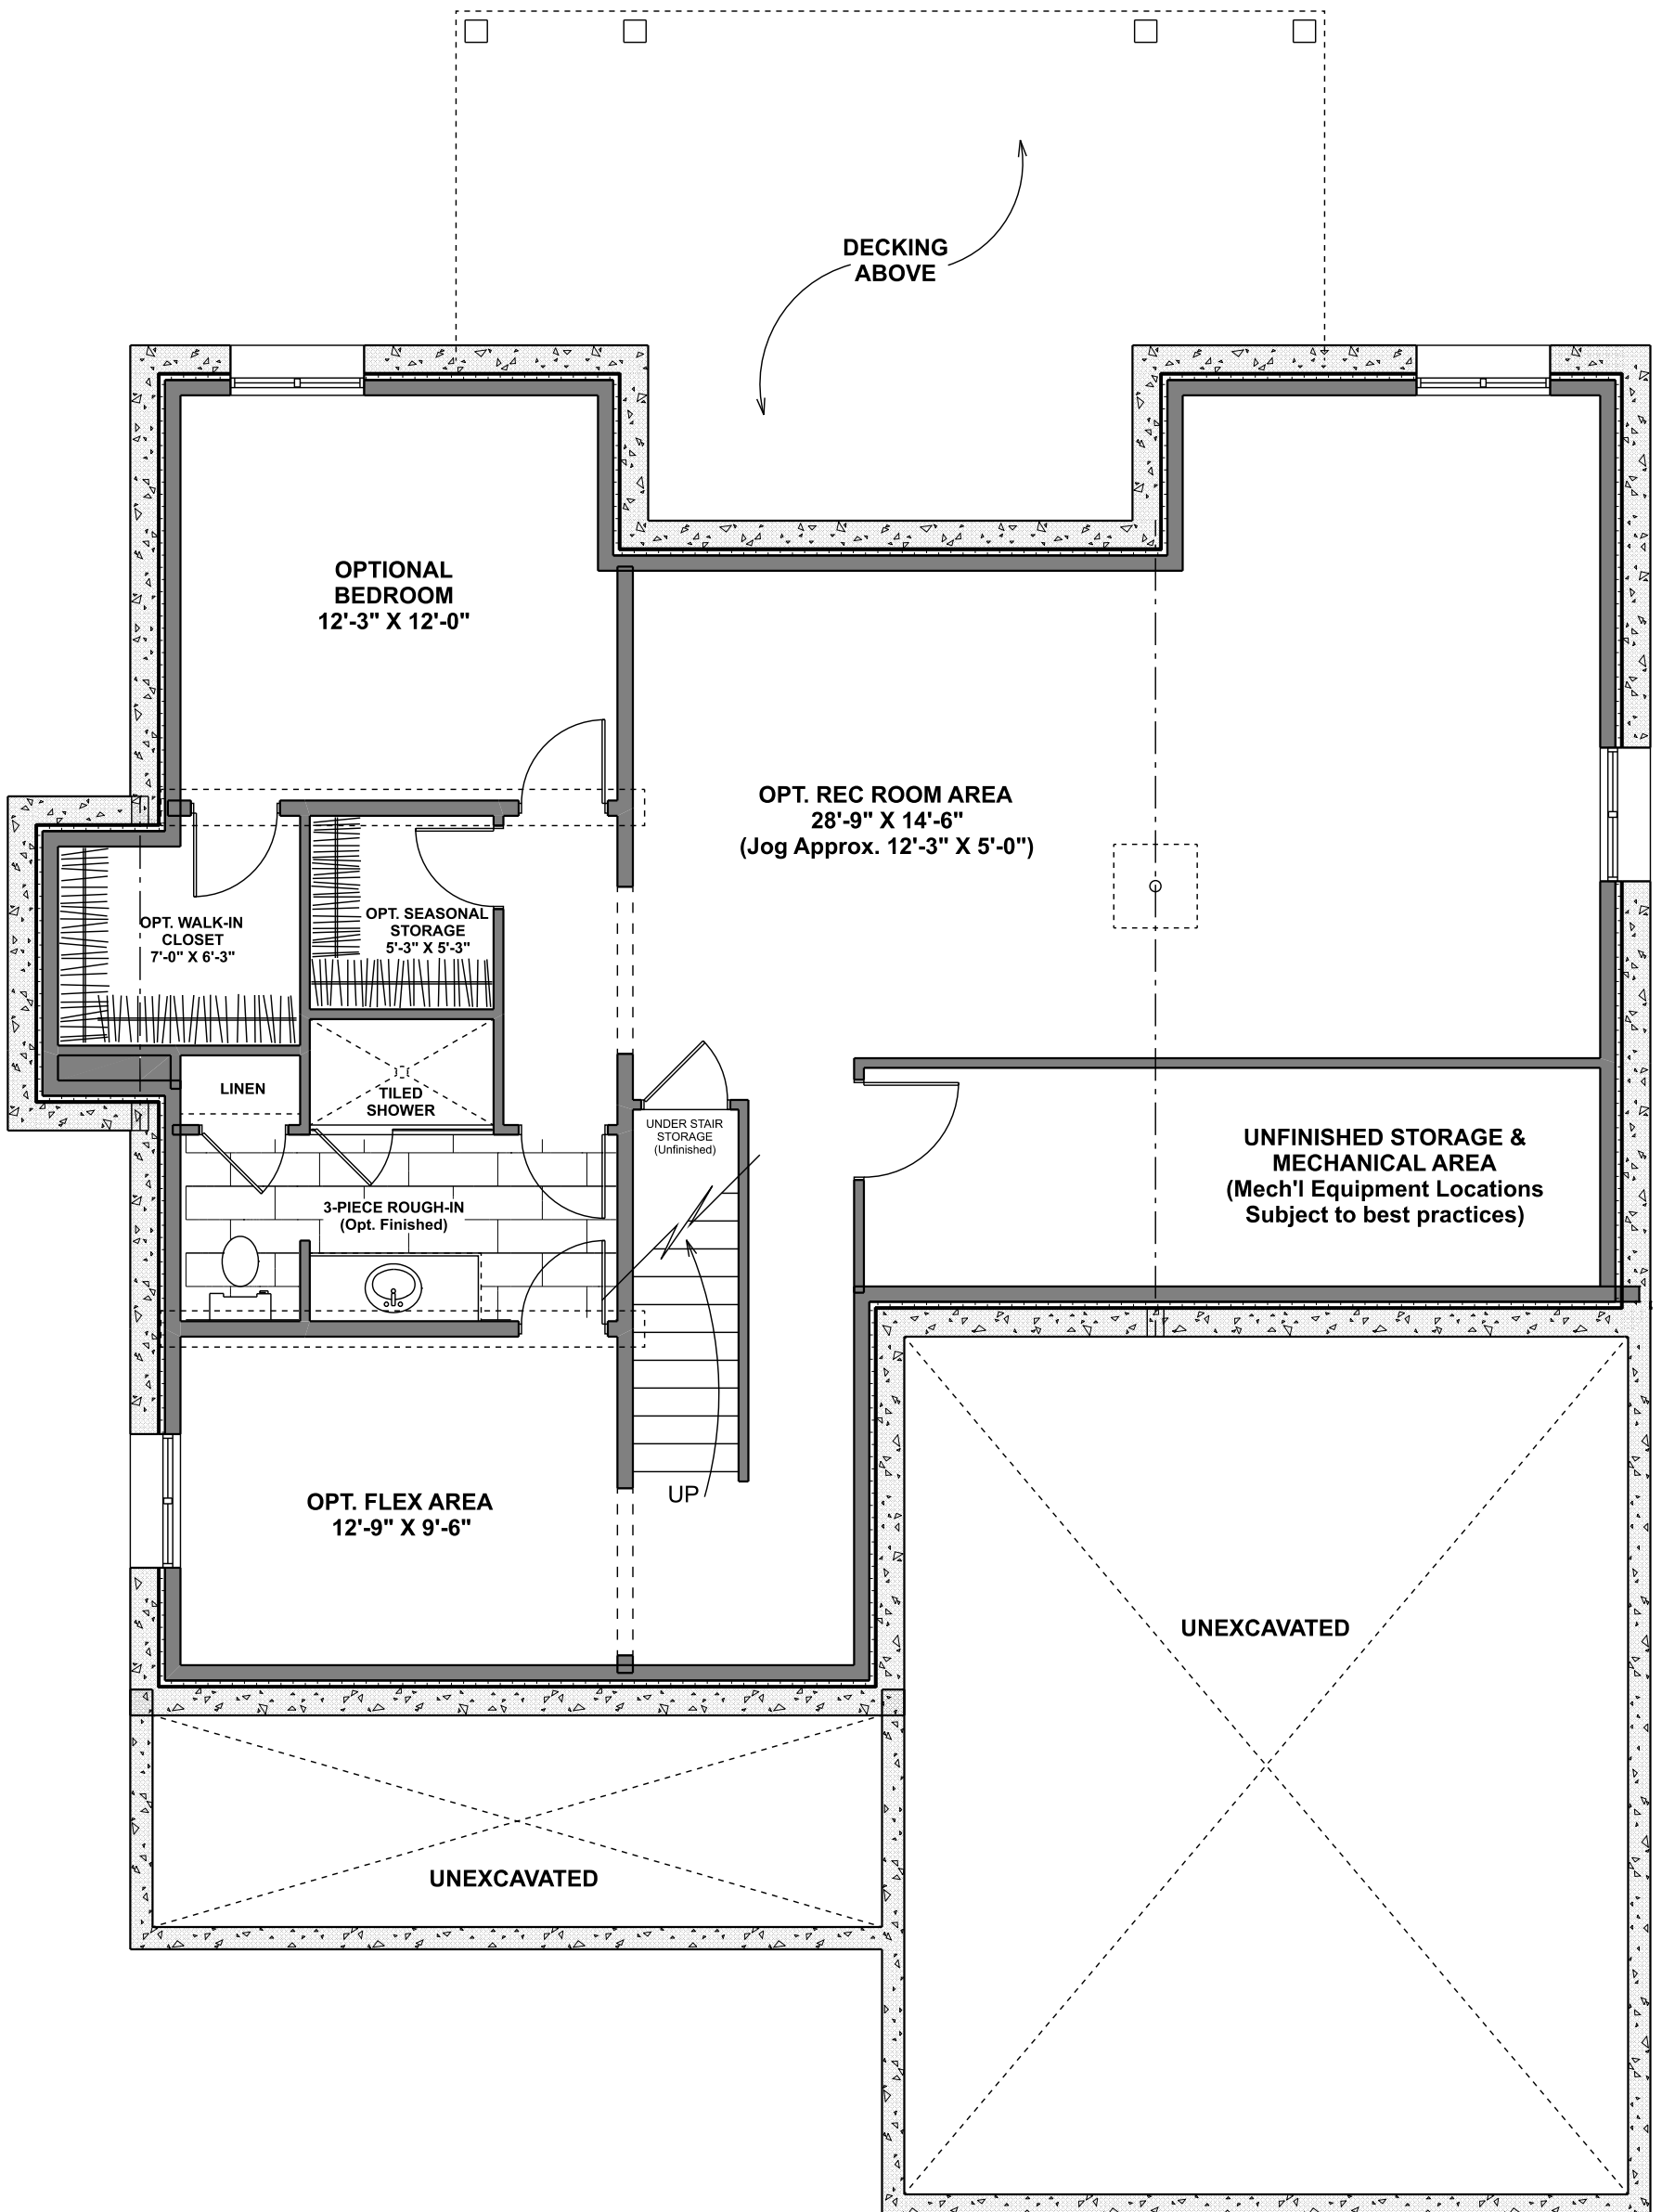 DECKING
ABOVE
OPTIONAL
BEDROOM
12'-3" X 12'-0"
OPT. REC ROOM AREA
28'-9" X 14'-6"
(Jog Approx. 12'-3" X 5'-0")
OPT. WALK-IN
CLOSET
7'-0" X 6'-3"
OPT. SEASONAL
STORAGE
5'-3" X 5'-3"
LINEN
TILED
SHOWER
UNDER STAIR
STORAGE
(Unfinished)
UNFINISHED STORAGE &
MECHANICAL AREA
(Mech'l Equipment Locations
Subject to best practices)
3-PIECE ROUGH-IN
(Opt. Finished)
UP
OPT. FLEX AREA
12'-9" X 9'-6"
UNEXCAVATED
UNEXCAVATED